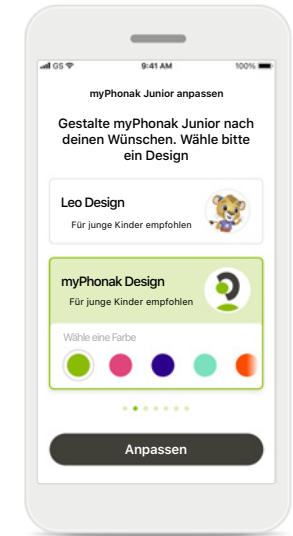 GS 9:41 AM 100%
myPhonak Junior anpassen
Gestalte myPhonak Junior nach
deinen Wünschen. Wähle bitte
ein Design
Leo Design
Für junge Kinder empfohlen
myPhonak Design
Für junge Kinder empfohlen
Wähle eine Farbe
Anpassen